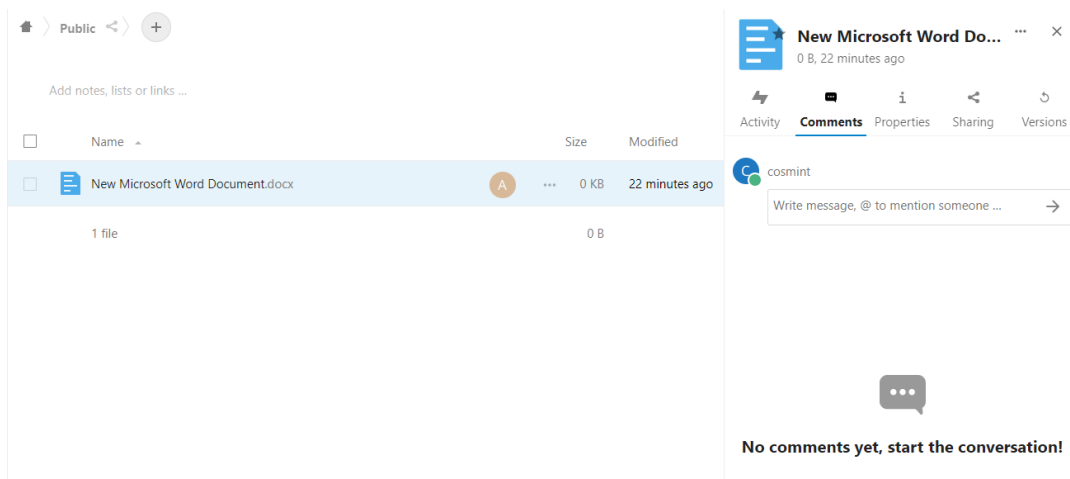 Public
+
Add notes, lists or links ...
Name Size Modified
New Microsoft Word Document.docx A ... 0 KB 22 minutes ago
1 file 0 B
New Microsoft Word Do... ...
0 B, 22 minutes ago
Activity Comments Properties Sharing Versions
C cosmint
Write message, @ to mention someone ...
No comments yet, start the conversation!